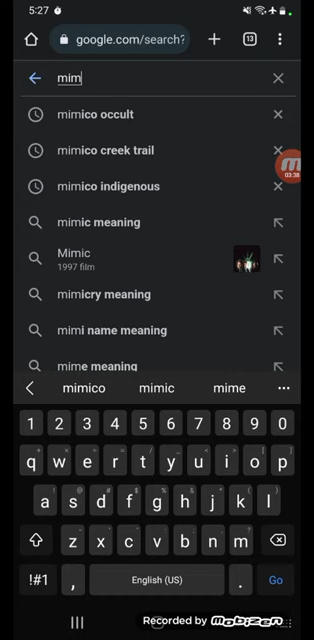 5:27
google.com/search?
13
mim
mimico occult
mimico creek trail
03:38
mimico indigenous
mimic meaning
Mimic
1997 film
mimicry meaning
mimi name meaning
mime meaning
mimico mimic mime
1 2 3 4 5 6 7 8 9 0
q w e r t y u i o p
a s d f g h j k l
z x c v b n m
!#1 , English (US) . Go
Recorded by mobizen